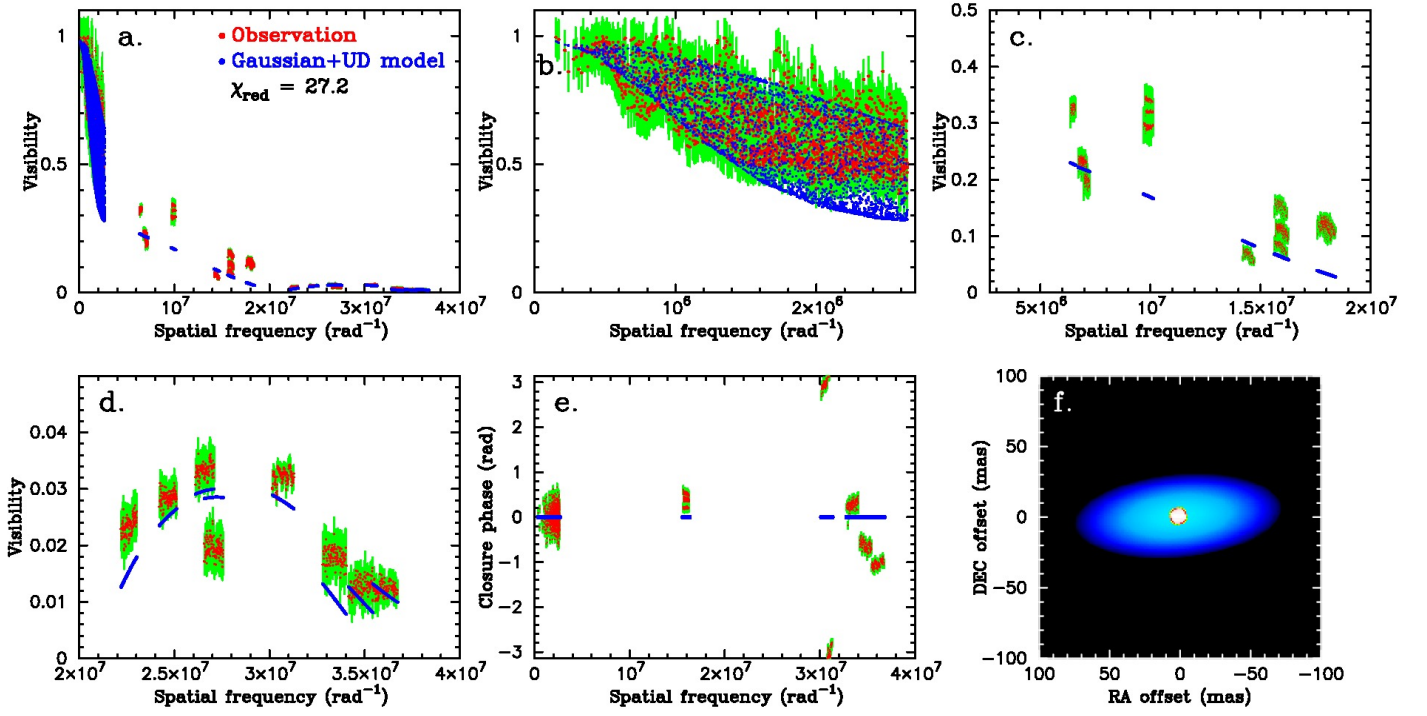 a.
• Observation
• Gaussian+UD model
χred = 27.2
Visibility
1
0.5
0
0 10⁷ 2×10⁷ 3×10⁷ 4×10⁷
Spatial frequency (rad⁻¹)
b.
Visibility
1
0.5
0
0 10⁶ 2×10⁶
Spatial frequency (rad⁻¹)
c.
Visibility
0.5
0.4
0.3
0.2
0.1
0
5×10⁶ 10⁷ 1.5×10⁷ 2×10⁷
Spatial frequency (rad⁻¹)
d.
Visibility
0.04
0.03
0.02
0.01
0
2×10⁷ 2.5×10⁷ 3×10⁷ 3.5×10⁷ 4×10⁷
Spatial frequency (rad⁻¹)
e.
Closure phase (rad)
3
2
1
0
-1
-2
-3
0 10⁷ 2×10⁷ 3×10⁷ 4×10⁷
Spatial frequency (rad⁻¹)
f.
DEC offset (mas)
100
50
0
−50
−100
100 50 0 −50 −100
RA offset (mas)